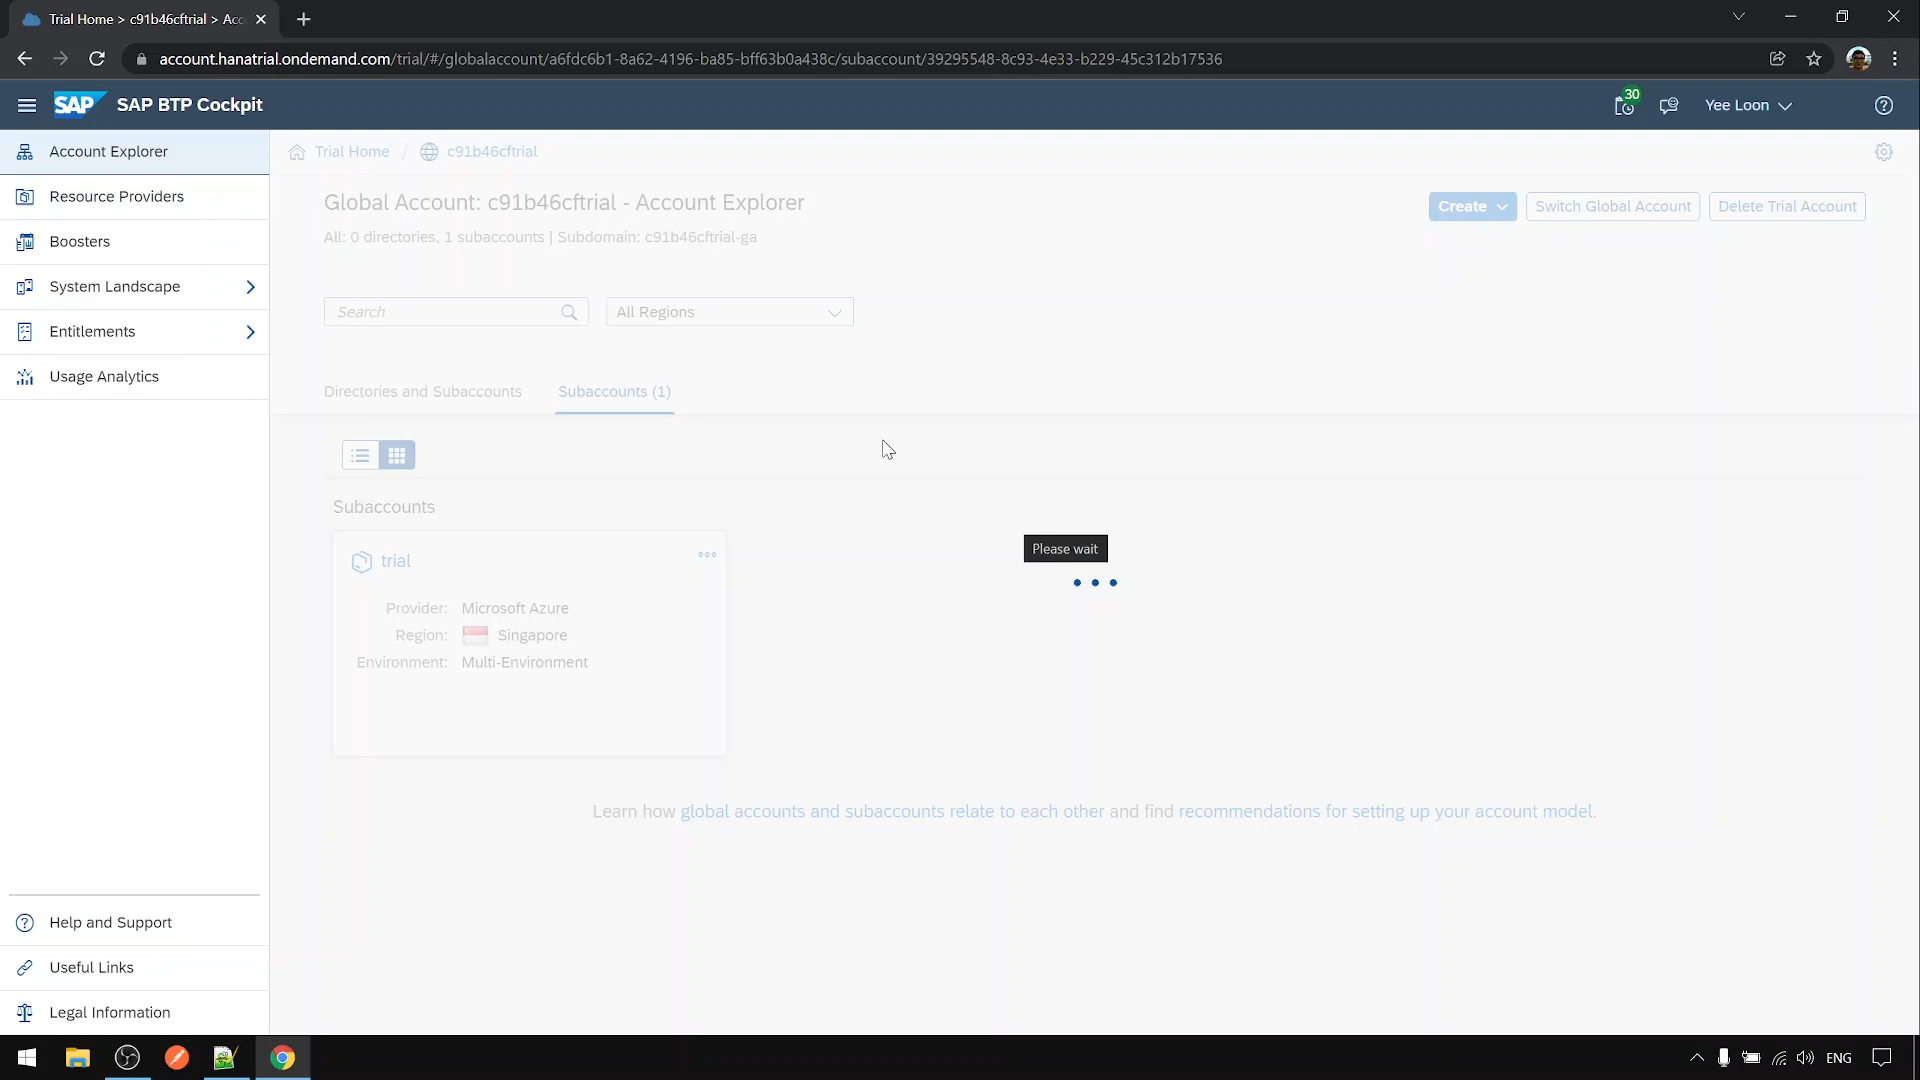 Trial Home > c91b46cftrial > Acc
account.hanatrial.ondemand.com/trial/#/globalaccount/a6fdc6b1-8a62-4196-ba85-bff63b0a438c/subaccount/39295548-8c93-4e33-b229-45c312b17536
SAP SAP BTP Cockpit
30
Yee Loon
Account Explorer
Resource Providers
Boosters
System Landscape
Entitlements
Usage Analytics
Help and Support
Useful Links
Legal Information
Trial Home / c91b46cftrial
Global Account: c91b46cftrial - Account Explorer
Create
Switch Global Account
Delete Trial Account
All: 0 directories, 1 subaccounts | Subdomain: c91b46cftrial-ga
Search
All Regions
Directories and Subaccounts
Subaccounts (1)
Subaccounts
trial
Provider: Microsoft Azure
Region: Singapore
Environment: Multi-Environment
Please wait
Learn how global accounts and subaccounts relate to each other and find recommendations for setting up your account model.
ENG